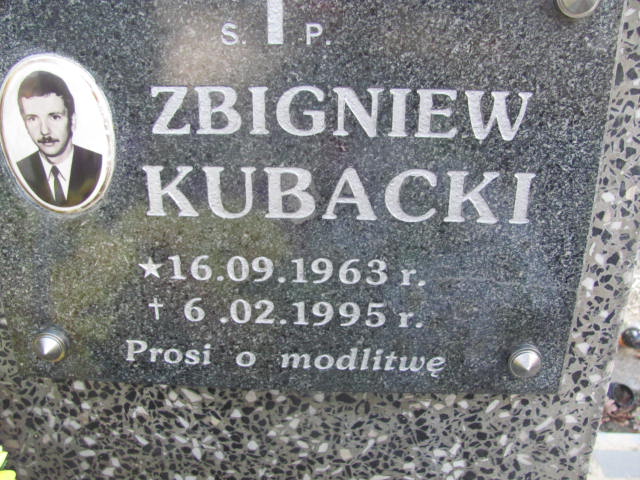 S. P.
ZBIGNIEW
KUBACKI
★16.09.1963 r.
† 6.02.1995 r.
Prosi o modlitwę